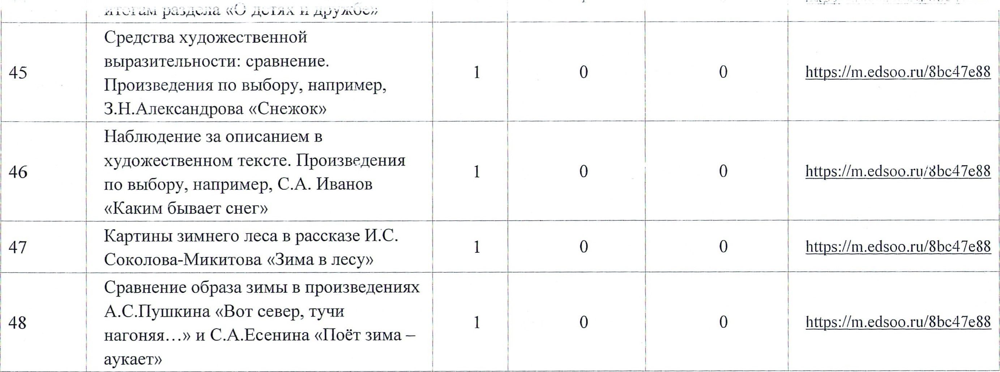 итогам раздела «О детях и дружбе»
45
Средства художественной
выразительности: сравнение.
Произведения по выбору, например,
З.Н.Александрова «Снежок»
1
0
0
https://m.edsoo.ru/8bc47e88
46
Наблюдение за описанием в
художественном тексте. Произведения
по выбору, например, С.А. Иванов
«Каким бывает снег»
1
0
0
https://m.edsoo.ru/8bc47e88
47
Картины зимнего леса в рассказе И.С.
Соколова-Микитова «Зима в лесу»
1
0
0
https://m.edsoo.ru/8bc47e88
48
Сравнение образа зимы в произведениях
А.С.Пушкина «Вот север, тучи
нагоняя…» и С.А.Есенина «Поёт зима –
аукает»
1
0
0
https://m.edsoo.ru/8bc47e88